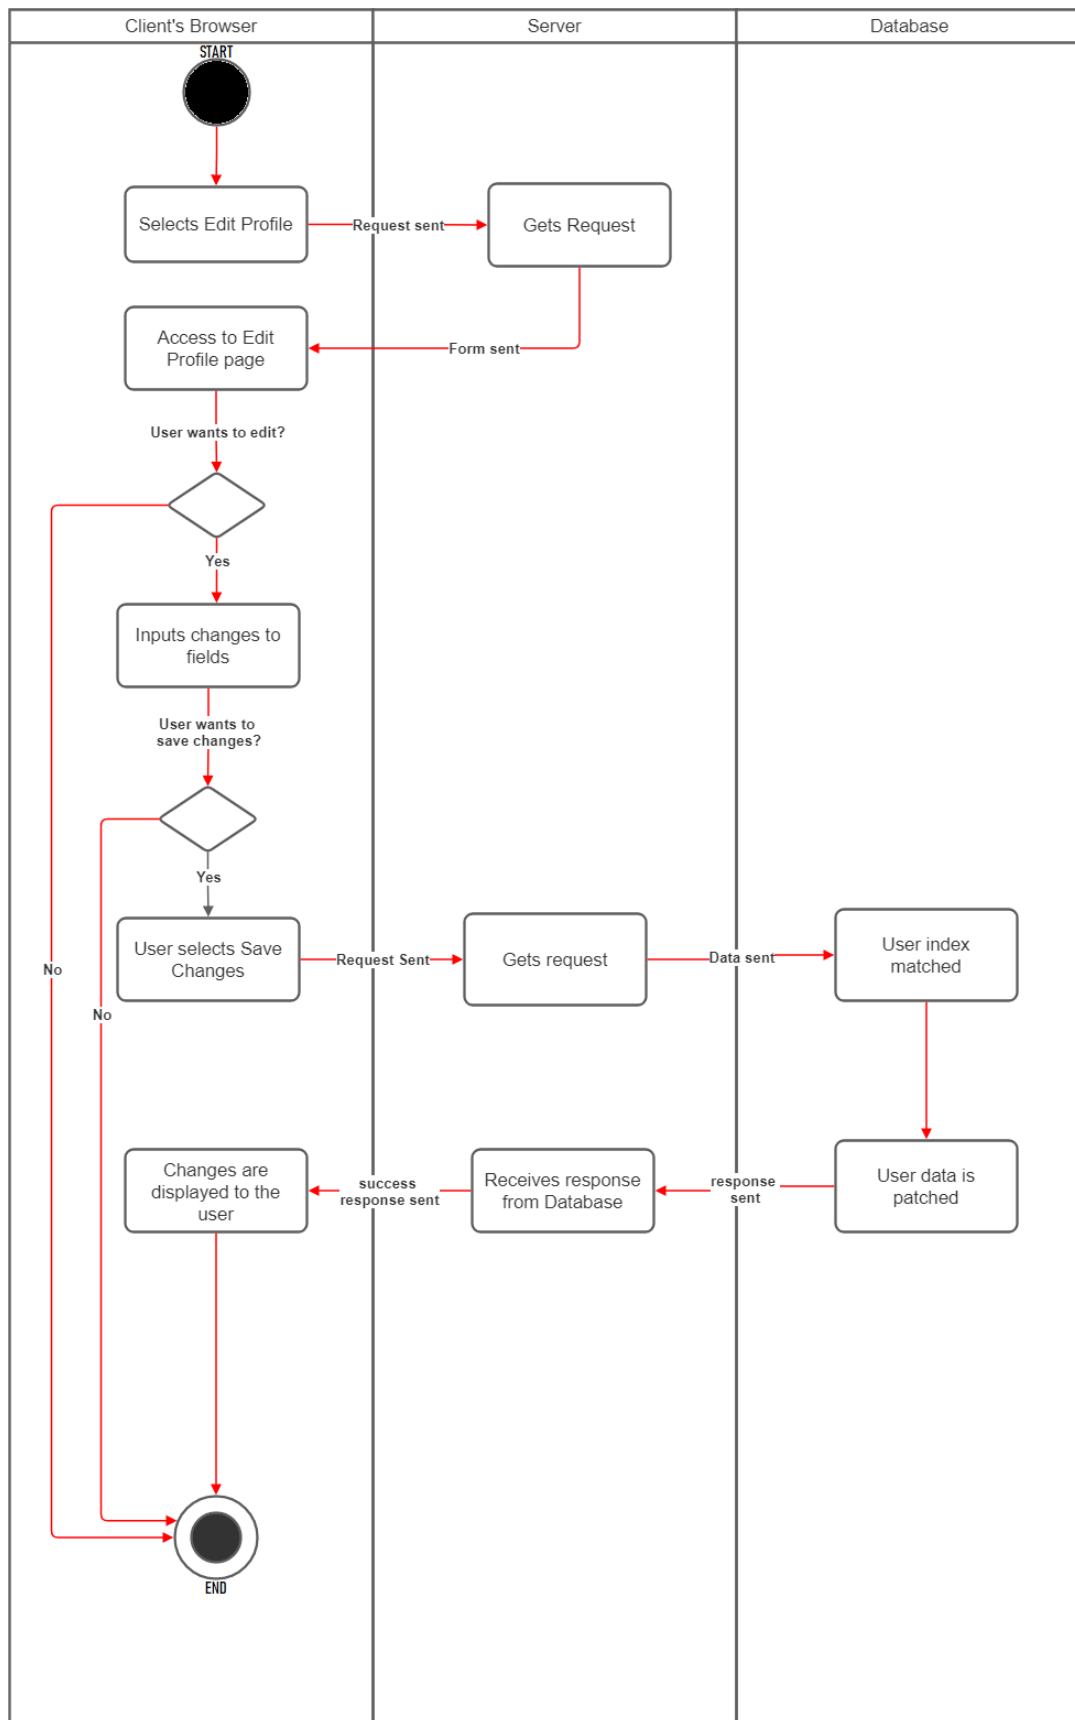 Client's Browser
Server
Database
START
Selects Edit Profile
Request sent
Gets Request
Access to Edit
Profile page
Form sent
User wants to edit?
Yes
Inputs changes to
fields
User wants to
save changes?
Yes
User selects Save
Changes
Request Sent
Gets request
Data sent
User index
matched
No
No
Changes are
displayed to the
user
success
response sent
Receives response
from Database
response
sent
User data is
patched
END